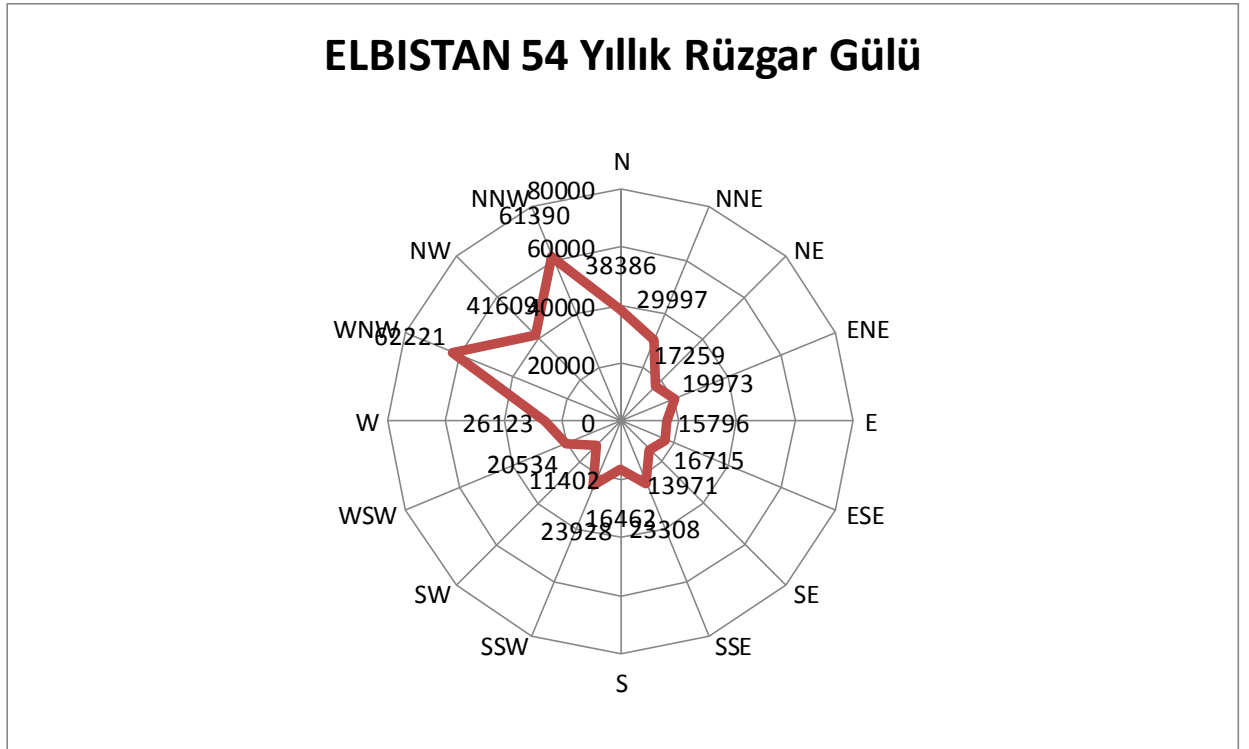 ELBISTAN 54 Yıllık Rüzgar Gülü
N
NNW
80000
NNE
61390
NW
60000
38386
NE
29997
41609
40000
WNW
62221
ENE
17259
20000
19973
W
26123
0
15796
E
20534
16715
11402
13971
WSW
ESE
23928
16462
23308
SW
SE
SSW
SSE
S